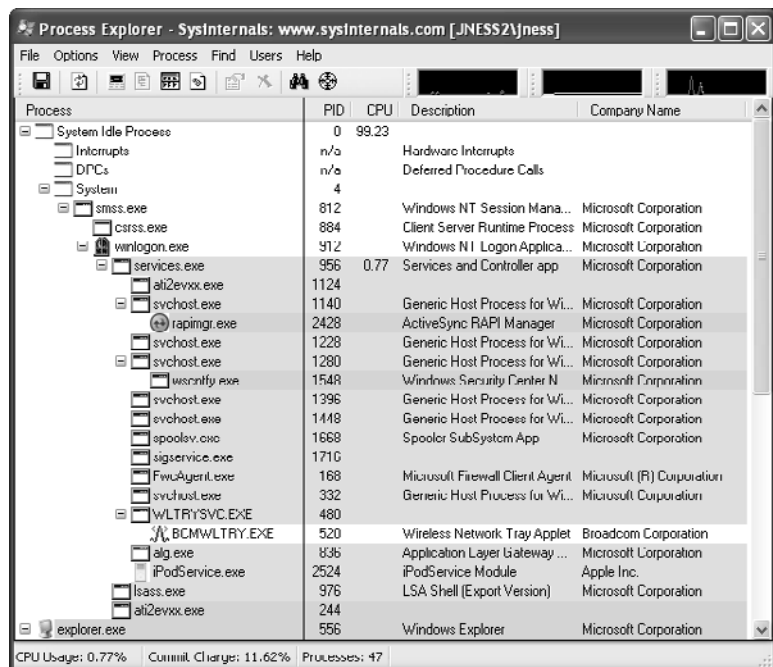 Process Explorer - Sysinternals: www.sysinternals.com [JNESS2\jness]
File Options View Process Find Users Help
Process PID CPU Description Company Name
System Idle Process 0 99.23
Interrupts n/a Hardware Interrupts
DPCs n/a Deferred Procedure Calls
System 4
smss.exe 812 Windows NT Session Mana... Microsoft Corporation
csrss.exe 884 Client Server Runtime Process Microsoft Corporation
winlogon.exe 912 Windows NT Logon Applica... Microsoft Corporation
services.exe 956 0.77 Services and Controller app Microsoft Corporation
ati2evxx.exe 1124
svchost.exe 1140 Generic Host Process for Wi... Microsoft Corporation
rapimgr.exe 2428 ActiveSync RAPI Manager Microsoft Corporation
svchost.exe 1228 Generic Host Process for Wi... Microsoft Corporation
svchost.exe 1280 Generic Host Process for Wi... Microsoft Corporation
wscntfy.exe 1548 Windows Security Center N... Microsoft Corporation
svchost.exe 1396 Generic Host Process for Wi... Microsoft Corporation
svchost.exe 1448 Generic Host Process for Wi... Microsoft Corporation
spoolsv.exe 1668 Spooler SubSystem App Microsoft Corporation
sigservice.exe 1716
FwcAgent.exe 168 Microsoft Firewall Client Agent Microsoft (R) Corporation
svchost.exe 332 Generic Host Process for Wi... Microsoft Corporation
WLTRYSVC.EXE 480
BCMWLTRY.EXE 520 Wireless Network Tray Applet Broadcom Corporation
alg.exe 836 Application Layer Gateway ... Microsoft Corporation
iPodService.exe 2524 iPodService Module Apple Inc.
lsass.exe 976 LSA Shell (Export Version) Microsoft Corporation
ati2evxx.exe 244
explorer.exe 556 Windows Explorer Microsoft Corporation
CPU Usage: 0.77% Commit Charge: 11.62% Processes: 47